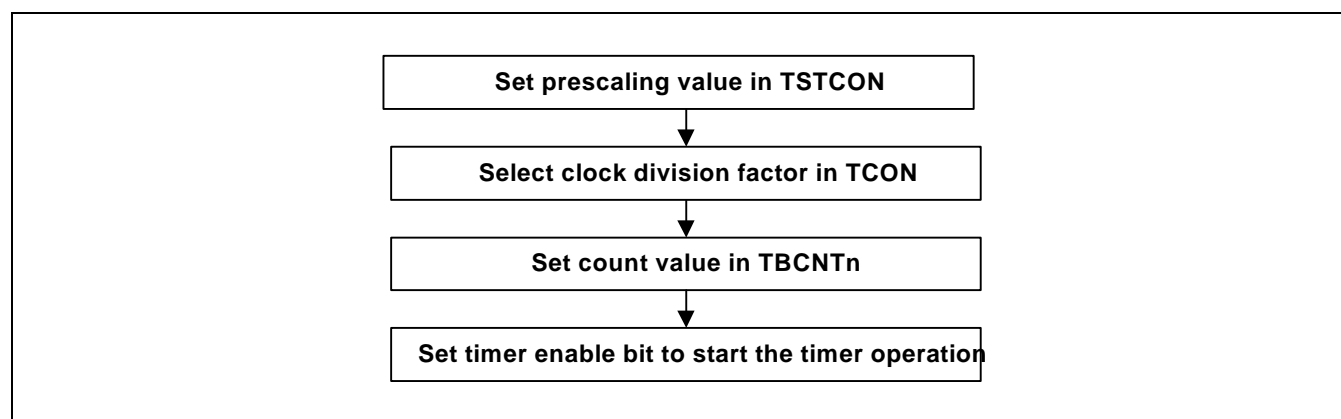 Set prescaling value in TSTCON
Select clock division factor in TCON
Set count value in TBCNTn
Set timer enable bit to start the timer operation